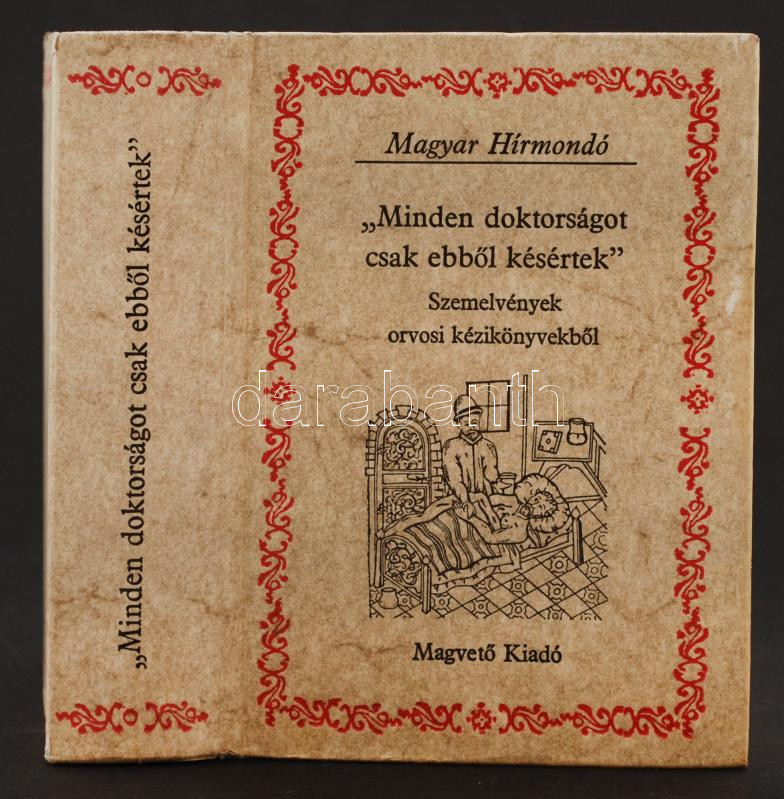 „Minden doktorságot csak ebből késértek”
Magyar Hírmondó
„Minden doktorságot
csak ebből késértek”
Szemelvények
orvosi kézikönyvekből
darabanth
Magvető Kiadó